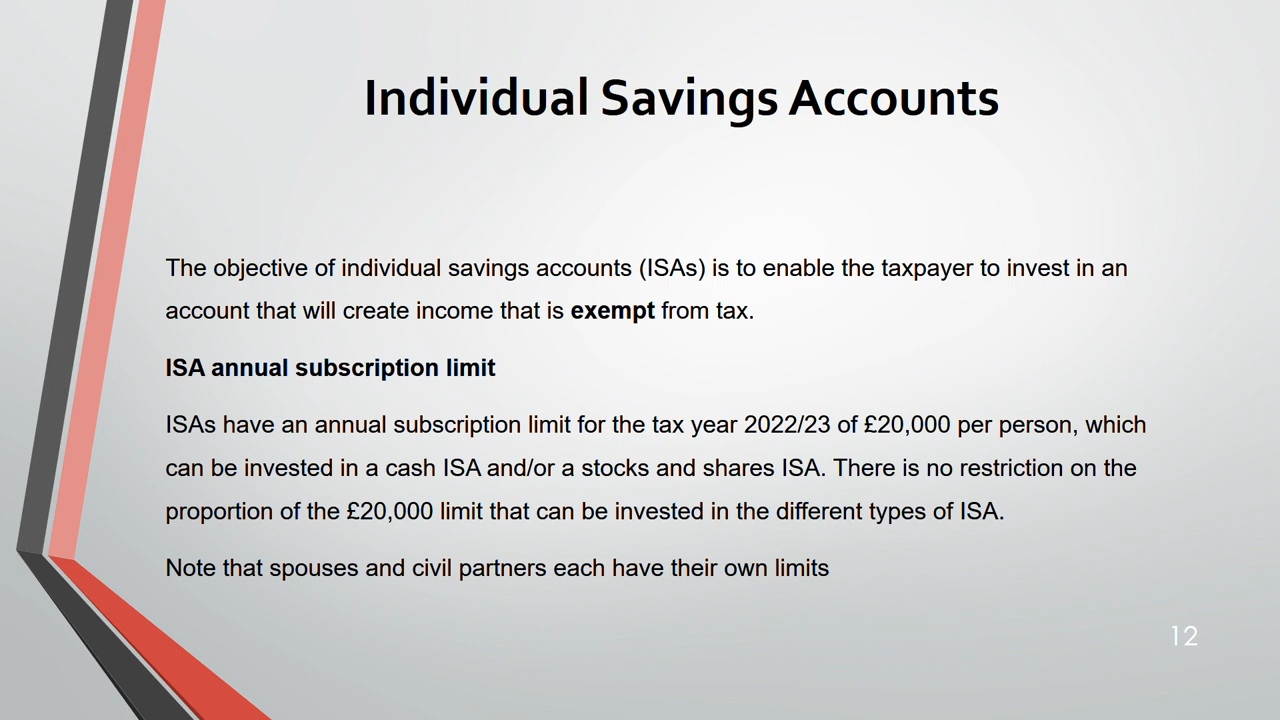 Individual Savings Accounts
The objective of individual savings accounts (ISAs) is to enable the taxpayer to invest in an
account that will create income that is exempt from tax.
ISA annual subscription limit
ISAs have an annual subscription limit for the tax year 2022/23 of £20,000 per person, which
can be invested in a cash ISA and/or a stocks and shares ISA. There is no restriction on the
proportion of the £20,000 limit that can be invested in the different types of ISA.
Note that spouses and civil partners each have their own limits
12